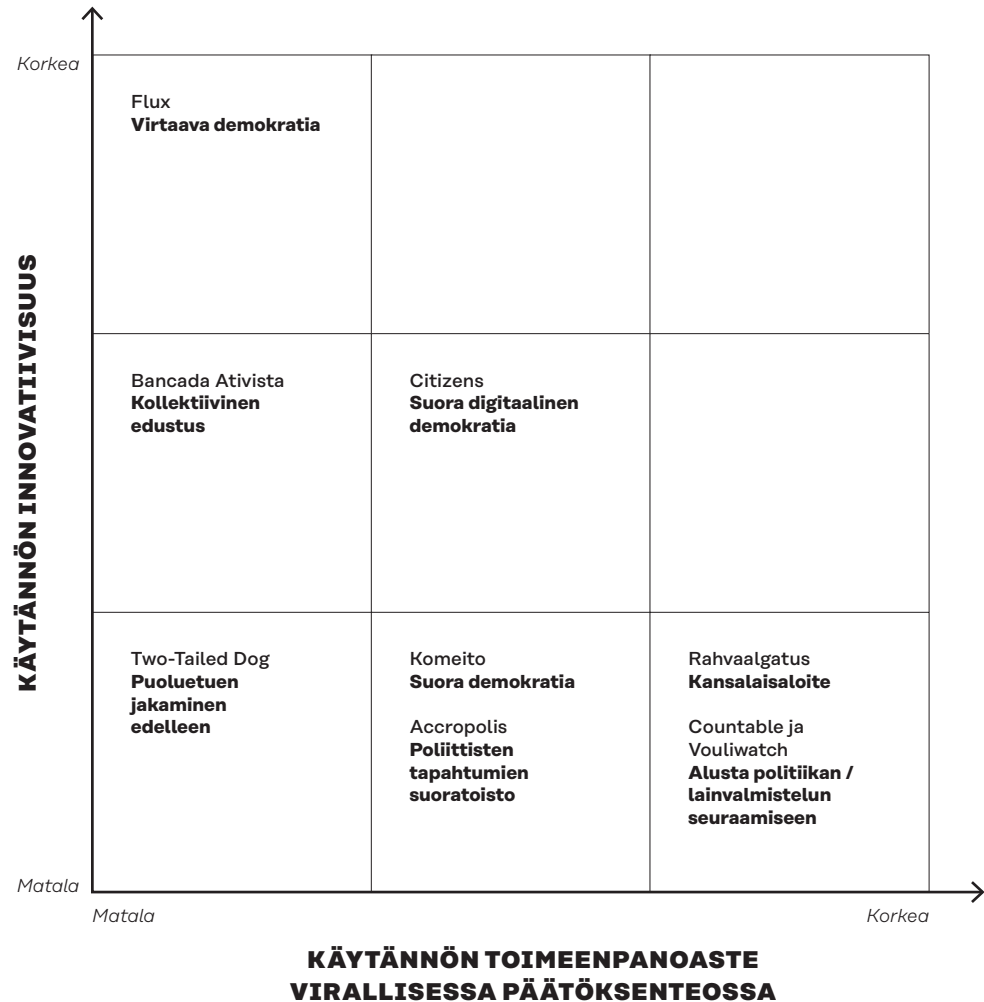 KÄYTÄNNÖN INNOVATIIVISUUS
Korkea
Flux
Virtaava demokratia
Bancada Ativista
Kollektiivinen
edustus
Citizens
Suora digitaalinen
demokratia
Two-Tailed Dog
Puoluetuen
jakaminen
edelleen
Komeito
Suora demokratia
Accropolis
Poliittisten
tapahtumien
suoratoisto
Rahvaalgatus
Kansalaisaloite
Countable ja
Vouliwatch
Alusta politiikan /
lainvalmistelun
seuraamiseen
Matala
Matala
Korkea
KÄYTÄNNÖN TOIMEENPANOASTE
VIRALLISESSA PÄÄTÖKSENTEOSSA